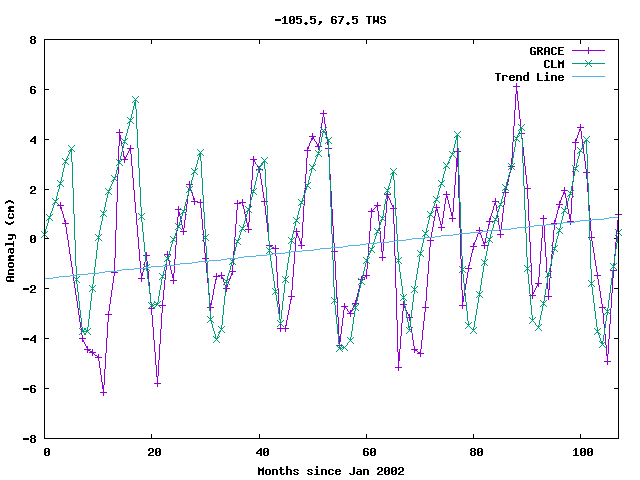 -105.5, 67.5 TWS
GRACE
CLM
Trend Line
8
6
4
2
0
-2
-4
-6
-8
Anomaly (cm)
0 20 40 60 80 100
Months since Jan 2002